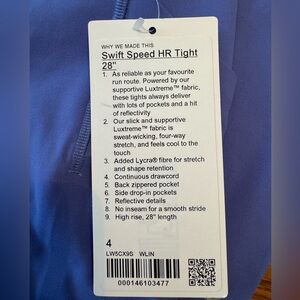 WHY WE MADE THIS
Swift Speed HR Tight
28"
1. As reliable as your favourite
run route. Powered by our
supportive Luxtreme™ fabric,
these tights always deliver
with lots of pockets and a hit
of reflectivity
2. Our slick and supportive
Luxtreme™ fabric is
sweat-wicking, four-way
stretch, and feels cool to the
touch
3. Added Lycra® fibre for stretch
and shape retention
4. Continuous drawcord
5. Back zippered pocket
6. Side drop-in pockets
7. Reflective details
8. No inseam for a smooth stride
9. High rise, 28" length
4
LW5CX9S WLIN
000146103477